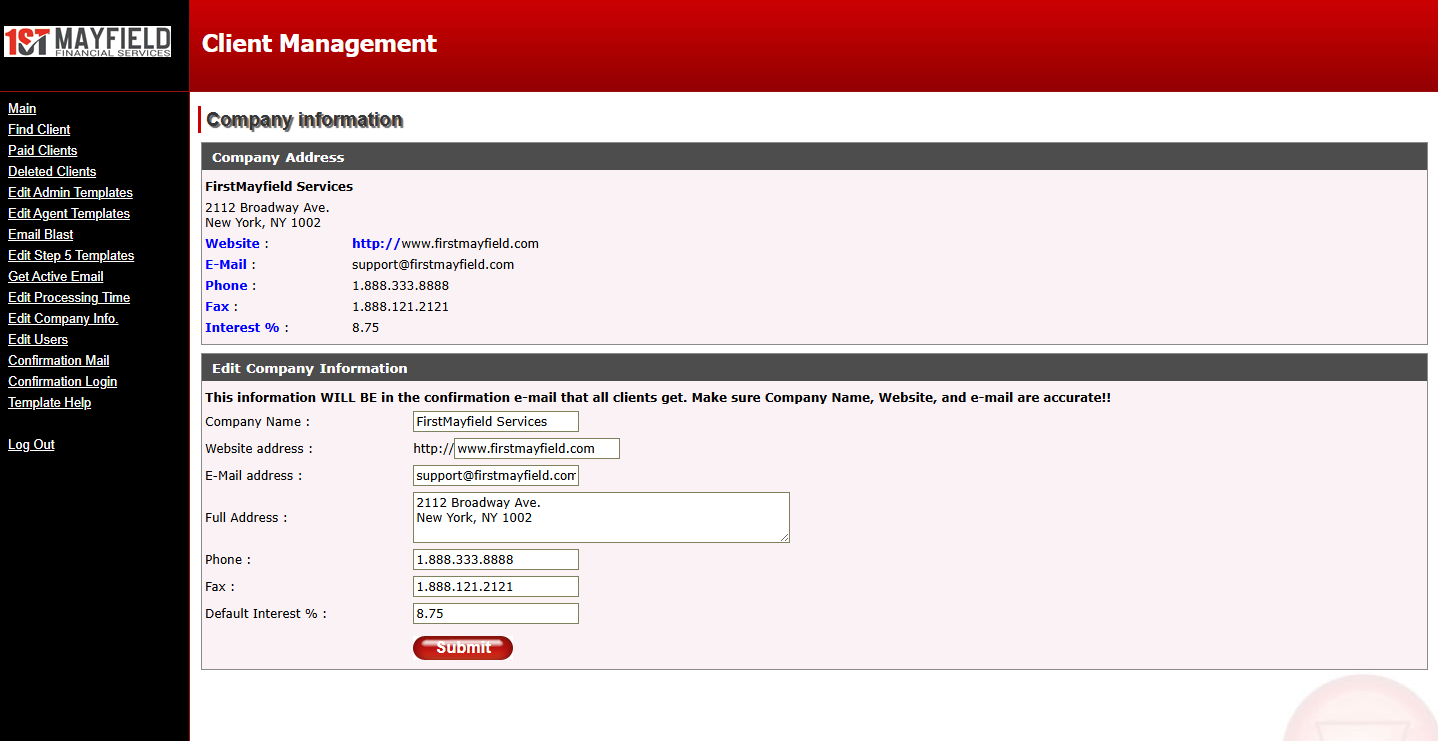 1ST MAYFIELD
FINANCIAL SERVICES
Client Management
Main
Find Client
Paid Clients
Deleted Clients
Edit Admin Templates
Edit Agent Templates
Email Blast
Edit Step 5 Templates
Get Active Email
Edit Processing Time
Edit Company Info.
Edit Users
Confirmation Mail
Confirmation Login
Template Help
Log Out
Company information
Company Address
FirstMayfield Services
2112 Broadway Ave.
New York, NY 1002
Website : http://www.firstmayfield.com
E-Mail : support@firstmayfield.com
Phone : 1.888.333.8888
Fax : 1.888.121.2121
Interest % : 8.75
Edit Company Information
This information WILL BE in the confirmation e-mail that all clients get. Make sure Company Name, Website, and e-mail are accurate!!
Company Name : FirstMayfield Services
Website address : http://www.firstmayfield.com
E-Mail address : support@firstmayfield.com
Full Address : 2112 Broadway Ave.
New York, NY 1002
Phone : 1.888.333.8888
Fax : 1.888.121.2121
Default Interest % : 8.75
Submit